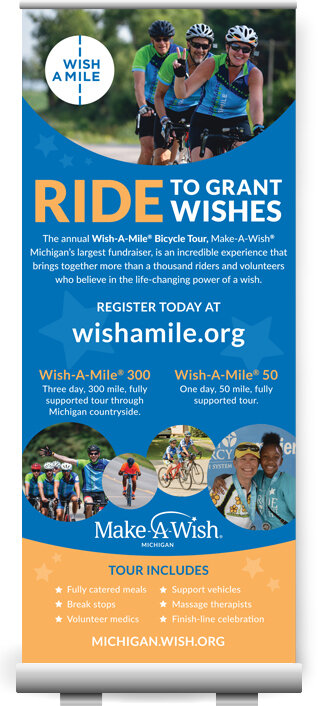 WISH
A MILE
RIDE TO GRANT
WISHES
The annual Wish-A-Mile® Bicycle Tour, Make-A-Wish®
Michigan's largest fundraiser, is an incredible experience that
brings together more than a thousand riders and volunteers
who believe in the life-changing power of a wish.
REGISTER TODAY AT
wishamile.org
Wish-A-Mile® 300
Three day, 300 mile, fully
supported tour through
Michigan countryside.
Wish-A-Mile® 50
One day, 50 mile, fully
supported tour.
Make-A-Wish®
MICHIGAN
TOUR INCLUDES
Fully catered meals
Break stops
Volunteer medics
Support vehicles
Massage therapists
Finish-line celebration
MICHIGAN.WISH.ORG